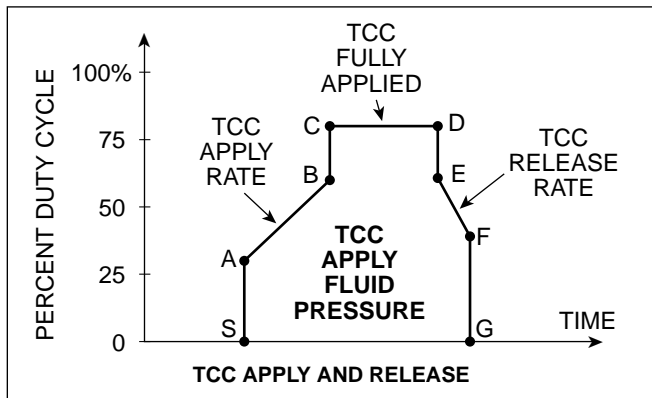 TCC
FULLY
APPLIED
100%
C
D
TCC
APPLY
RATE
TCC
RELEASE
RATE
75
B
E
50
F
A
TCC
APPLY
FLUID
PRESSURE
25
S
G
TIME
0
PERCENT DUTY CYCLE
TCC APPLY AND RELEASE